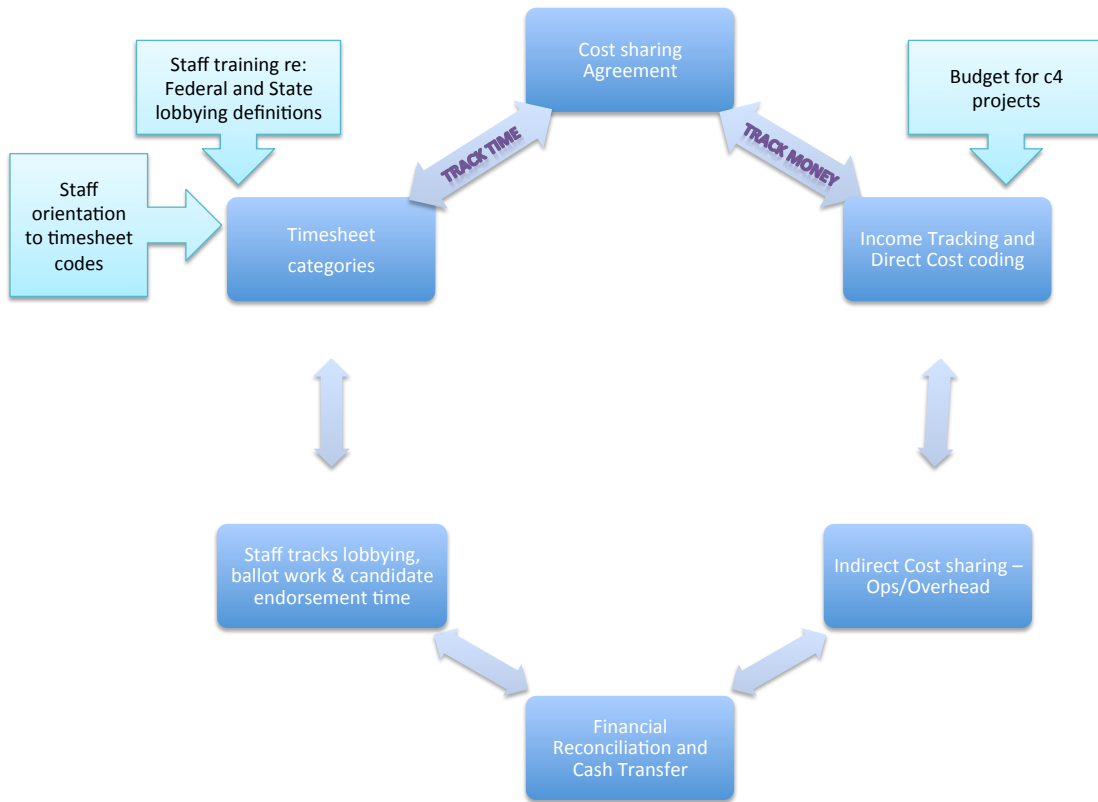 Cost sharing
Agreement
Staff training re:
Federal and State
lobbying definitions
Budget for c4
projects
TRACK TIME
TRACK MONEY
Staff
orientation
to timesheet
codes
Timesheet
categories
Income Tracking and
Direct Cost coding
Staff tracks lobbying,
ballot work & candidate
endorsement time
Indirect Cost sharing –
Ops/Overhead
Financial
Reconciliation and
Cash Transfer